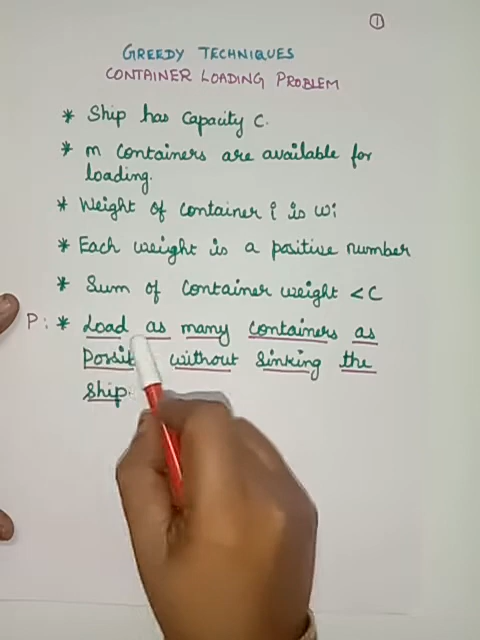 1
GREEDY TECHNIQUES
CONTAINER LOADING PROBLEM
* Ship has capacity C.
* m containers are available for
loading.
* Weight of container i is wi
* Each weight is a positive number
* Sum of container weight < C
P: * Load as many containers as
without sinking the
ship.